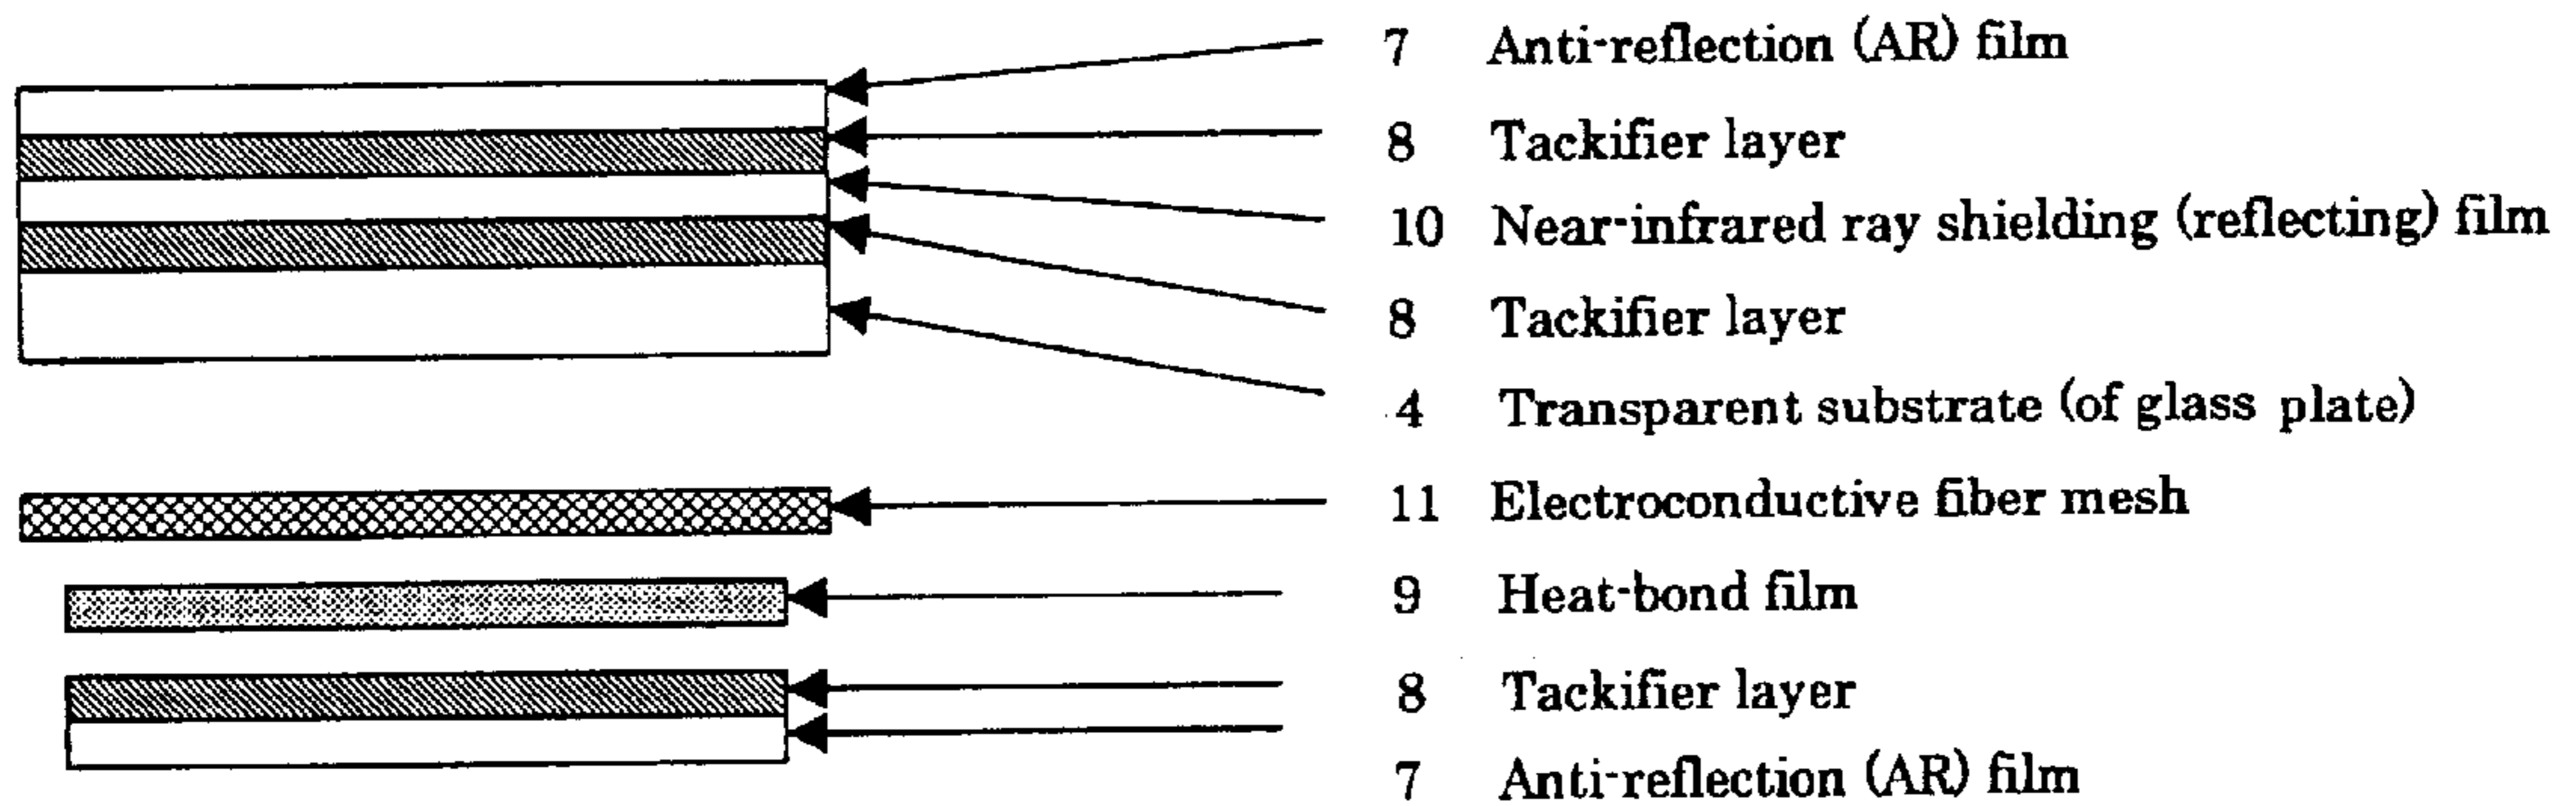 7 Anti-reflection (AR) film
8 Tackifier layer
10 Near-infrared ray shielding (reflecting) film
8 Tackifier layer
4 Transparent substrate (of glass plate)
11 Electroconductive fiber mesh
9 Heat-bond film
8 Tackifier layer
7 Anti-reflection (AR) film